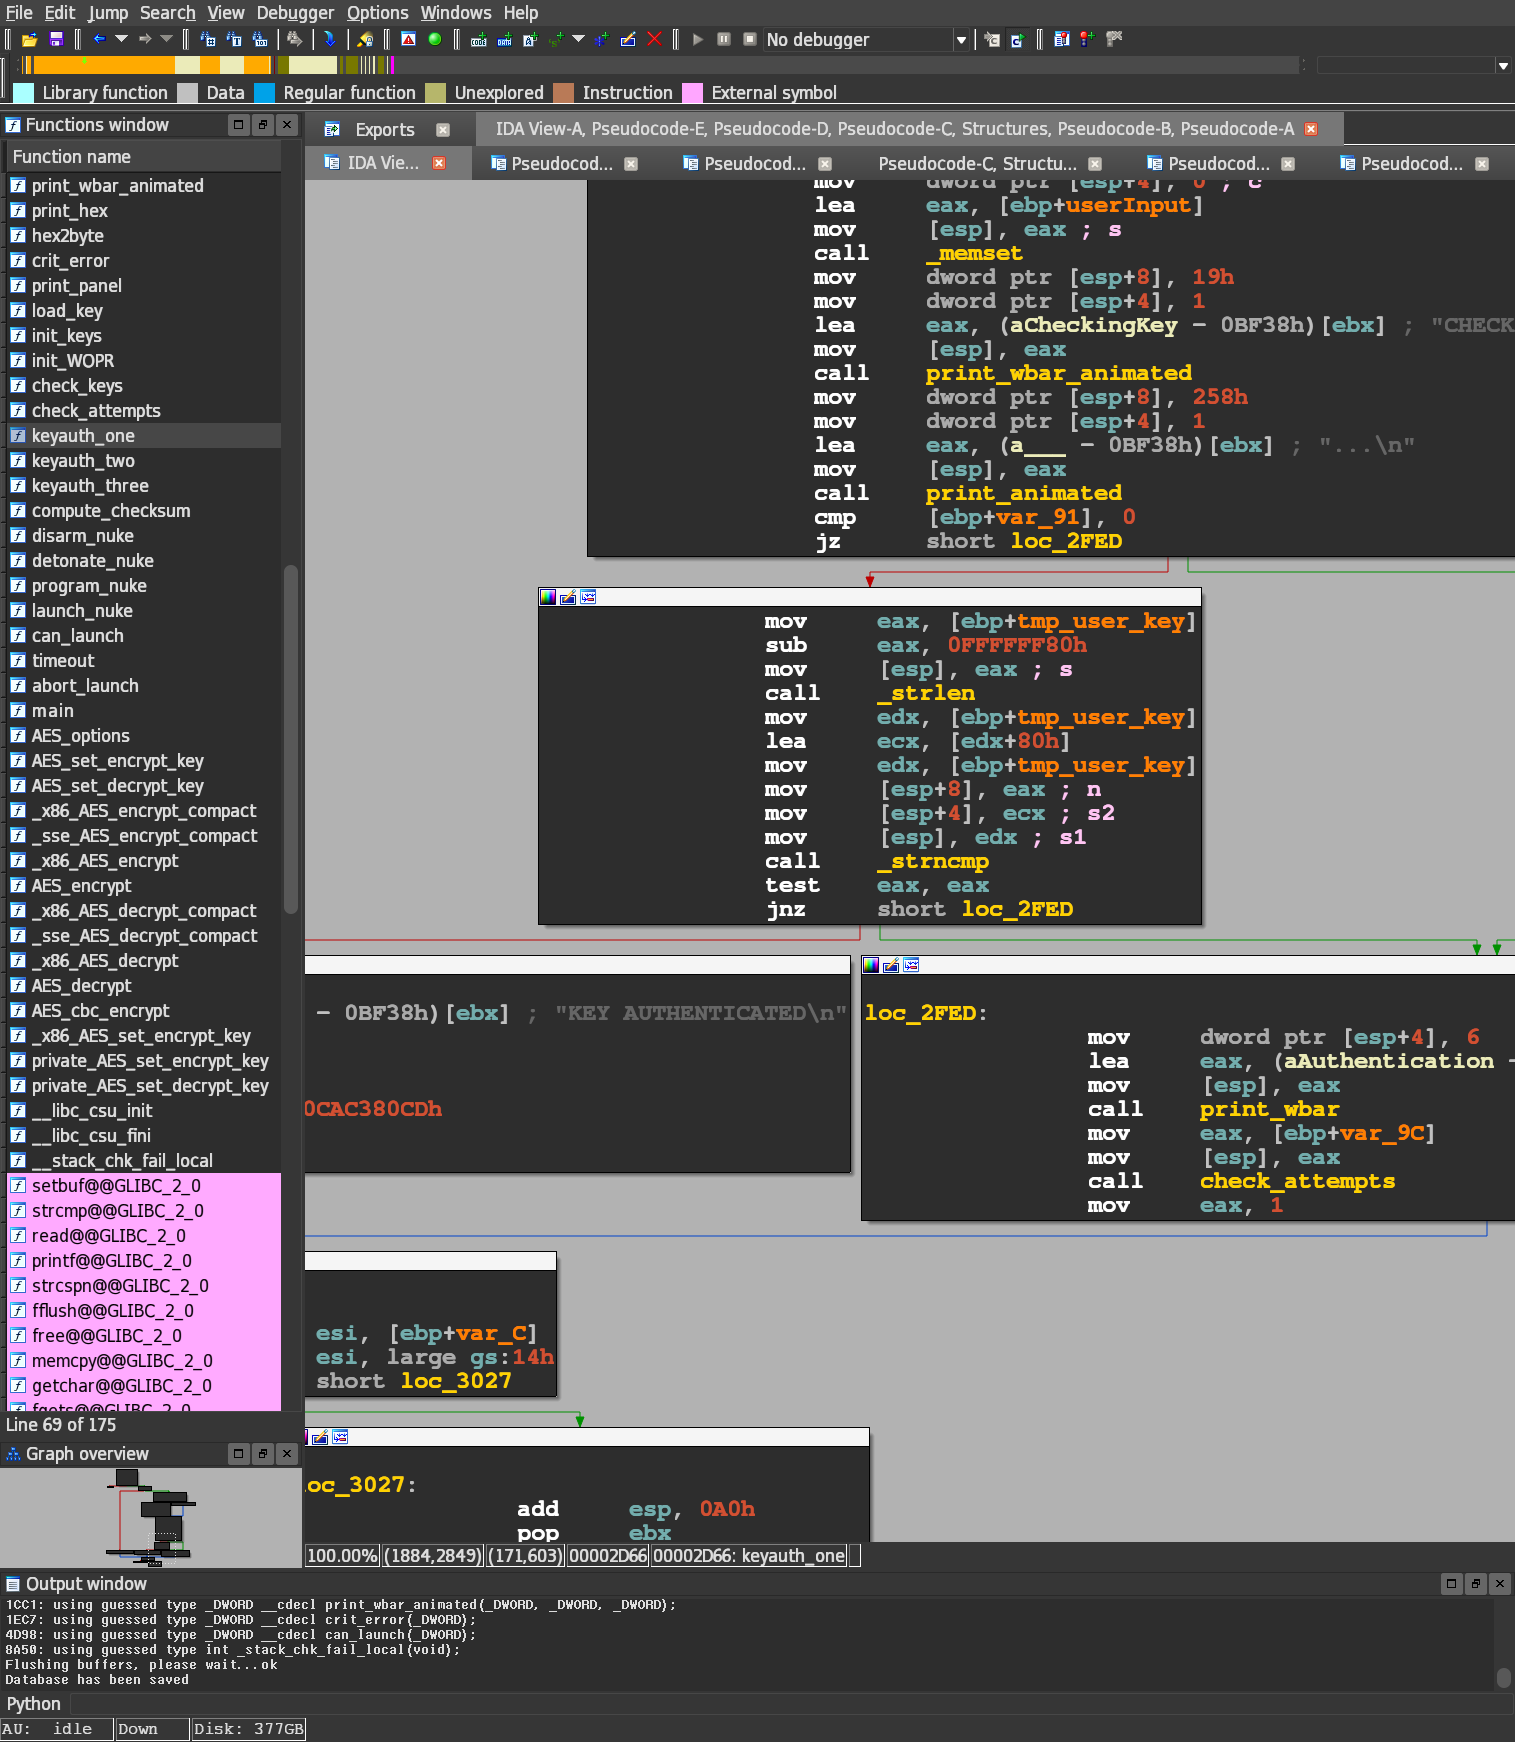 File Edit Jump Search View Debugger Options Windows Help
No debugger
Library function Data Regular function Unexplored Instruction External symbol
Functions window
Function name
print_wbar_animated
print_hex
hex2byte
crit_error
print_panel
load_key
init_keys
init_WOPR
check_keys
check_attempts
keyauth_one
keyauth_two
keyauth_three
compute_checksum
disarm_nuke
detonate_nuke
program_nuke
launch_nuke
can_launch
timeout
abort_launch
main
AES_options
AES_set_encrypt_key
AES_set_decrypt_key
_x86_AES_encrypt_compact
_sse_AES_encrypt_compact
_x86_AES_encrypt
AES_encrypt
_x86_AES_decrypt_compact
_sse_AES_decrypt_compact
_x86_AES_decrypt
AES_decrypt
AES_cbc_encrypt
_x86_AES_set_encrypt_key
private_AES_set_encrypt_key
private_AES_set_decrypt_key
__libc_csu_init
__libc_csu_fini
__stack_chk_fail_local
setbuf@@GLIBC_2_0
strcmp@@GLIBC_2_0
read@@GLIBC_2_0
printf@@GLIBC_2_0
strcspn@@GLIBC_2_0
fflush@@GLIBC_2_0
free@@GLIBC_2_0
memcpy@@GLIBC_2_0
getchar@@GLIBC_2_0
fgets@@GLIBC_2_0
Line 69 of 175
Graph overview
Exports
IDA View-A, Pseudocode-E, Pseudocode-D, Pseudocode-C, Structures, Pseudocode-B, Pseudocode-A
IDA Vie... Pseudocod... Pseudocod... Pseudocode-C, Structu... Pseudocod... Pseudocod...
mov dword ptr [esp+4], 0 ; c
lea eax, [ebp+userInput]
mov [esp], eax ; s
call _memset
mov dword ptr [esp+8], 19h
mov dword ptr [esp+4], 1
lea eax, (aCheckingKey - 0BF38h)[ebx] ; "CHECK
mov [esp], eax
call print_wbar_animated
mov dword ptr [esp+8], 258h
mov dword ptr [esp+4], 1
lea eax, (a___ - 0BF38h)[ebx] ; "...\n"
mov [esp], eax
call print_animated
cmp [ebp+var_91], 0
jz short loc_2FED
mov eax, [ebp+tmp_user_key]
sub eax, 0FFFFFF80h
mov [esp], eax ; s
call _strlen
mov edx, [ebp+tmp_user_key]
lea ecx, [edx+80h]
mov edx, [ebp+tmp_user_key]
mov [esp+8], eax ; n
mov [esp+4], ecx ; s2
mov [esp], edx ; s1
call _strncmp
test eax, eax
jnz short loc_2FED
- 0BF38h)[ebx] ; "KEY AUTHENTICATED\n"
0CAC380CDh
loc_2FED:
mov dword ptr [esp+4], 6
lea eax, (aAuthentication -
mov [esp], eax
call print_wbar
mov eax, [ebp+var_9C]
mov [esp], eax
call check_attempts
mov eax, 1
esi, [ebp+var_C]
esi, large gs:14h
short loc_3027
loc_3027:
add esp, 0A0h
pop ebx
100.00% (1884,2849) (171,603) 00002D66 00002D66: keyauth_one
Output window
1CC1: using guessed type _DWORD __cdecl print_wbar_animated(_DWORD, _DWORD, _DWORD);
1EC7: using guessed type _DWORD __cdecl crit_error(_DWORD);
4D98: using guessed type _DWORD __cdecl can_launch(_DWORD);
8A50: using guessed type int _stack_chk_fail_local(void);
Flushing buffers, please wait...ok
Database has been saved
Python
AU: idle Down Disk: 377GB